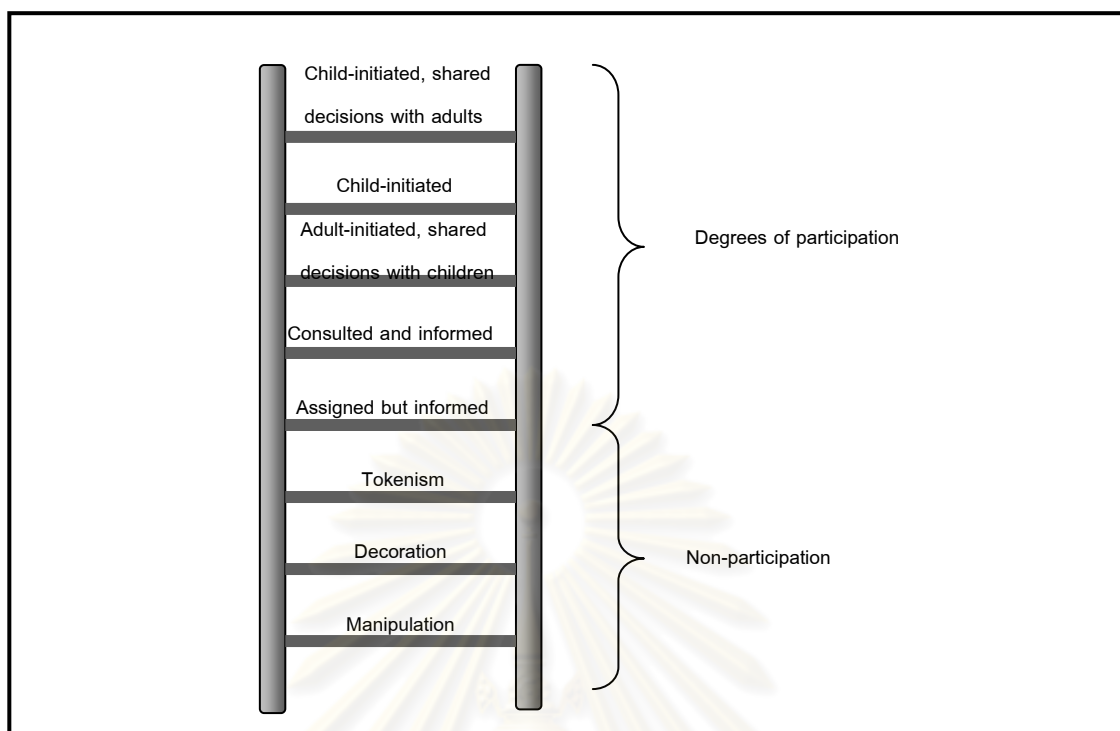 Child-initiated, shared
decisions with adults
Child-initiated
Adult-initiated, shared
decisions with children
Consulted and informed
Assigned but informed
Tokenism
Decoration
Manipulation
Degrees of participation
Non-participation